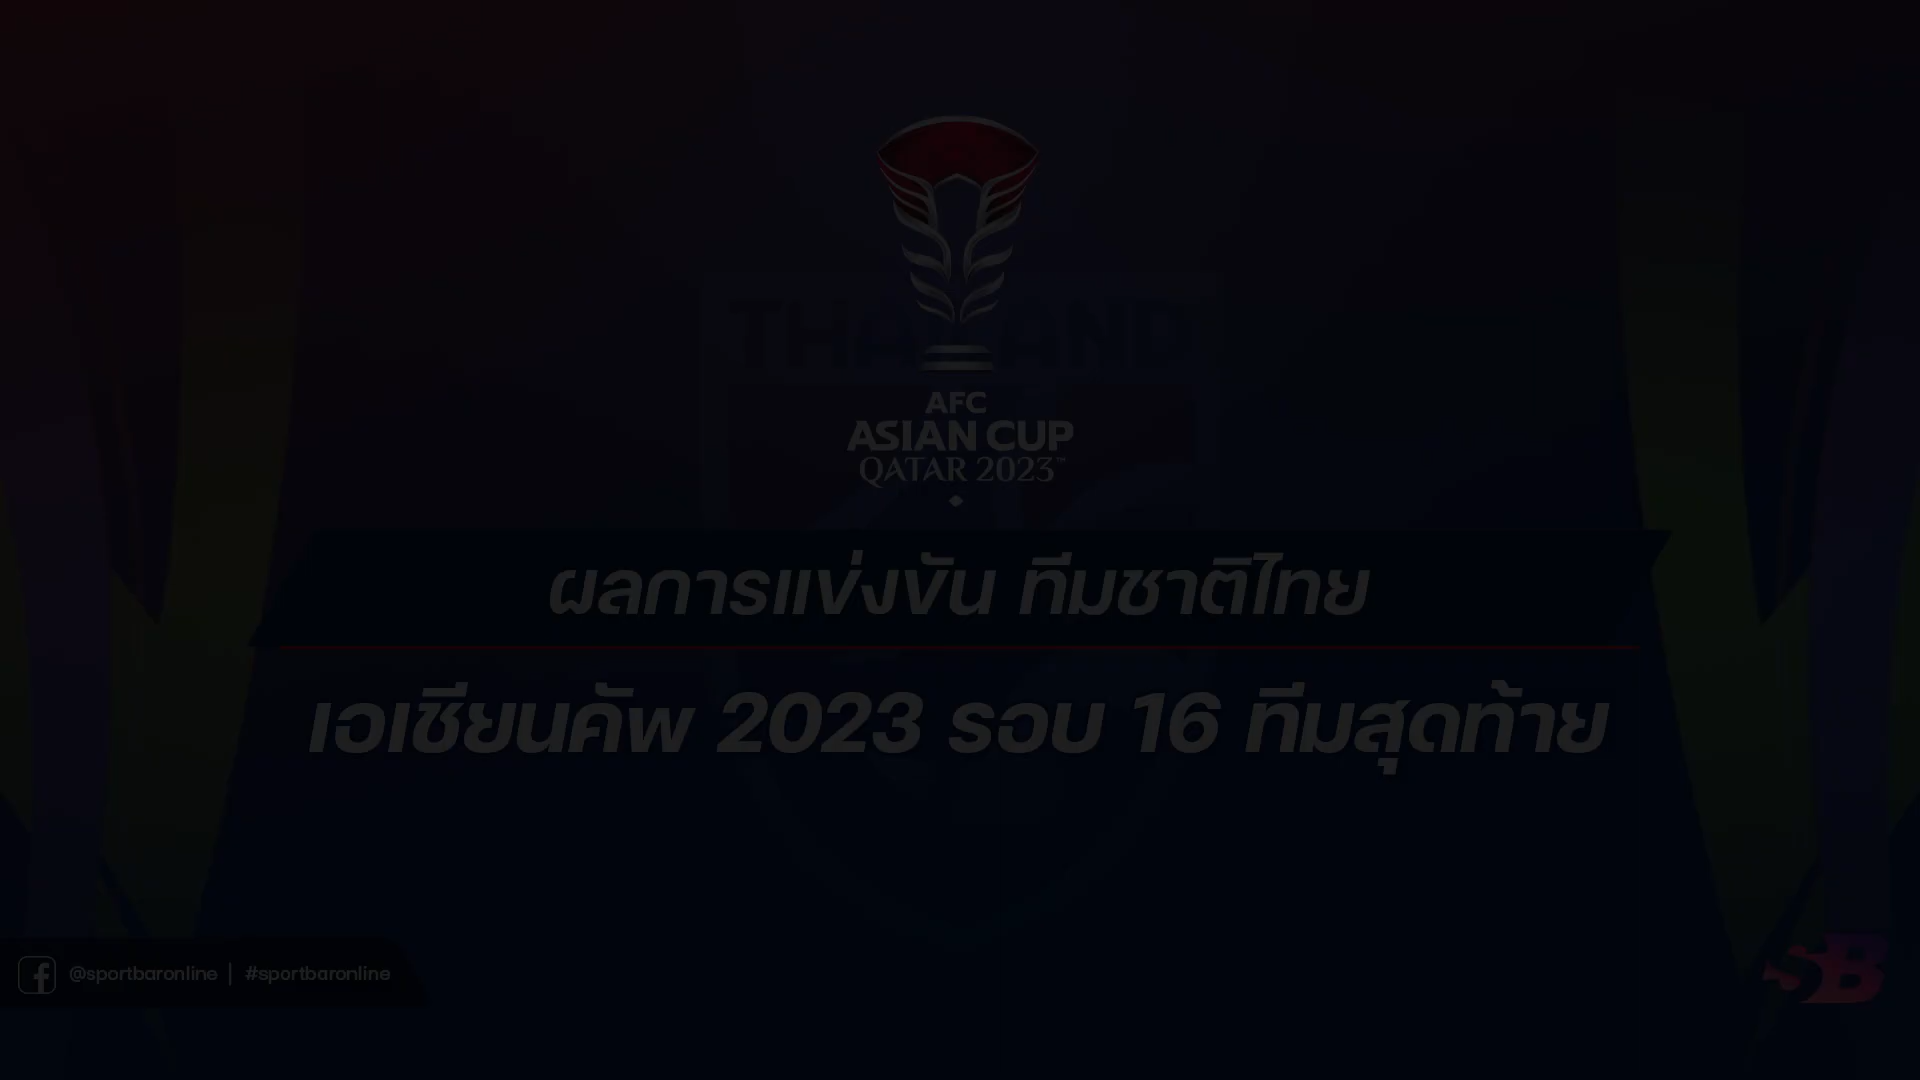 THAILAND
AFC
ASIAN CUP
QATAR 2023™
ผลการแข่งขัน ทีมชาติไทย
เอเชียนคัพ 2023 รอบ 16 ทีมสุดท้าย
@sportbaronline | #sportbaronline
SB